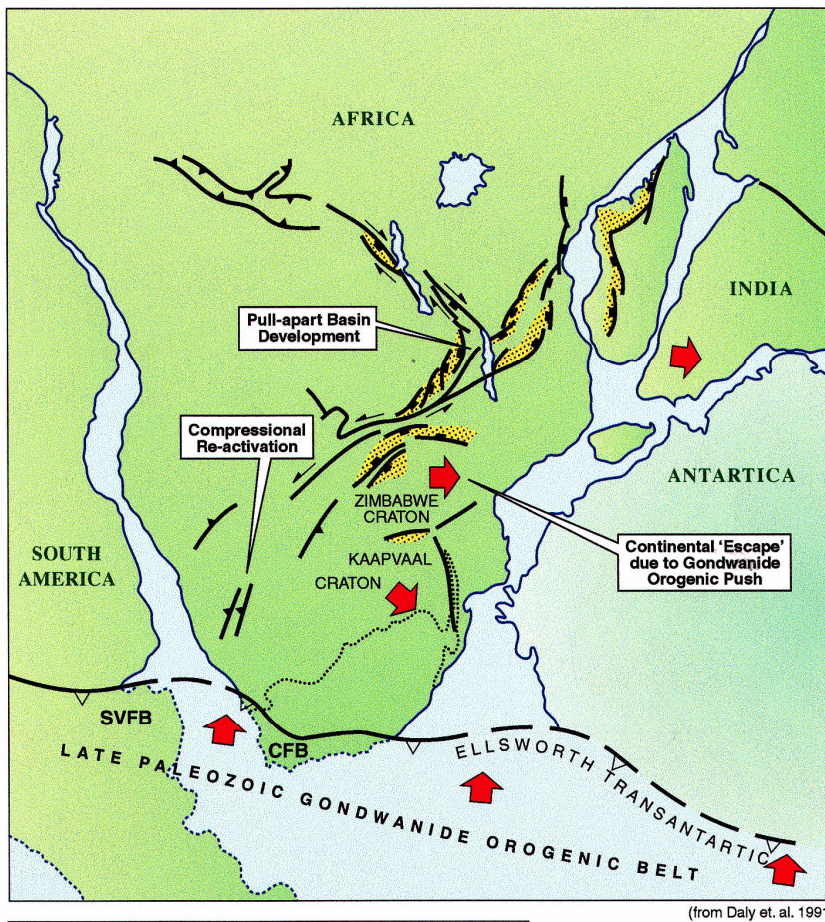 AFRICA
INDIA
Pull-apart Basin
Development
Compressional
Re-activation
ANTARTICA
ZIMBABWE
CRATON
SOUTH
AMERICA
KAAPVAAL
CRATON
Continental 'Escape'
due to Gondwanide
Orogenic Push
SVFB
CFB
ELLSWORTH TRANSANTARTIC
LATE PALEOZOIC GONDWANIDE OROGENIC BELT
(from Daly et. al. 1991